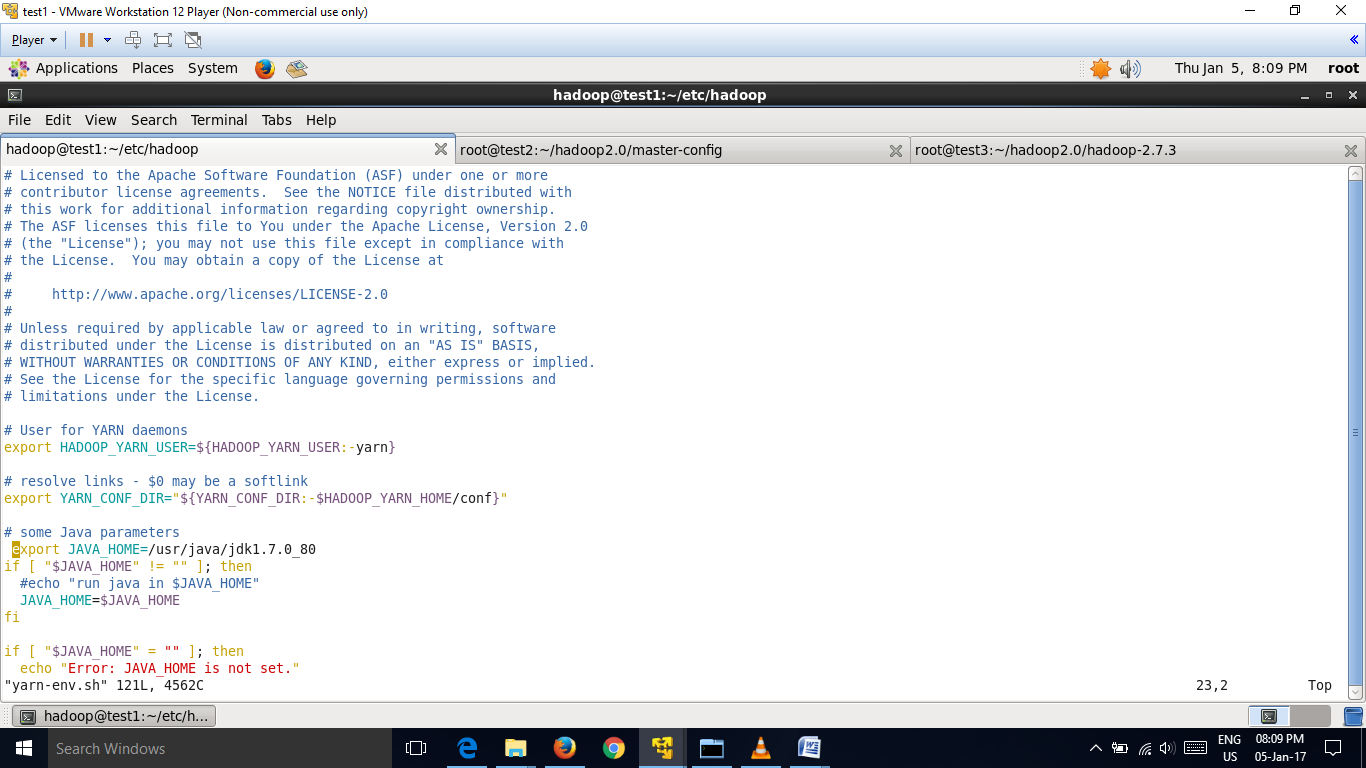 test1 - VMware Workstation 12 Player (Non-commercial use only)
Player
Applications Places System Thu Jan 5, 8:09 PM root
hadoop@test1:~/etc/hadoop
File Edit View Search Terminal Tabs Help
hadoop@test1:~/etc/hadoop root@test2:~/hadoop2.0/master-config root@test3:~/hadoop2.0/hadoop-2.7.3
# Licensed to the Apache Software Foundation (ASF) under one or more
# contributor license agreements.  See the NOTICE file distributed with
# this work for additional information regarding copyright ownership.
# The ASF licenses this file to You under the Apache License, Version 2.0
# (the "License"); you may not use this file except in compliance with
# the License.  You may obtain a copy of the License at
#
#     http://www.apache.org/licenses/LICENSE-2.0
#
# Unless required by applicable law or agreed to in writing, software
# distributed under the License is distributed on an "AS IS" BASIS,
# WITHOUT WARRANTIES OR CONDITIONS OF ANY KIND, either express or implied.
# See the License for the specific language governing permissions and
# limitations under the License.
# User for YARN daemons
export HADOOP_YARN_USER=${HADOOP_YARN_USER:-yarn}
# resolve links - $0 may be a softlink
export YARN_CONF_DIR="${YARN_CONF_DIR:-$HADOOP_YARN_HOME/conf}"
# some Java parameters
 export JAVA_HOME=/usr/java/jdk1.7.0_80
if [ "$JAVA_HOME" != "" ]; then
  #echo "run java in $JAVA_HOME"
  JAVA_HOME=$JAVA_HOME
fi
if [ "$JAVA_HOME" = "" ]; then
  echo "Error: JAVA_HOME is not set."
"yarn-env.sh" 121L, 4562C 23,2 Top
hadoop@test1:~/etc/h...
Search Windows ENG 08:09 PM
US 05-Jan-17